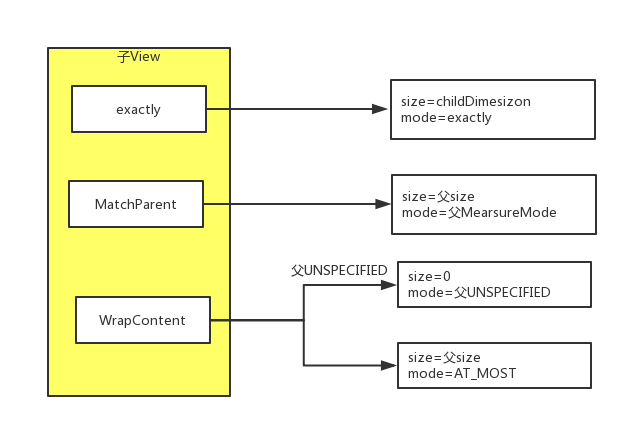 子View
exactly
size=childDimesizon
mode=exactly
MatchParent
size=父size
mode=父MearsureMode
父UNSPECIFIED
size=0
mode=父UNSPECIFIED
WrapContent
size=父size
mode=AT_MOST